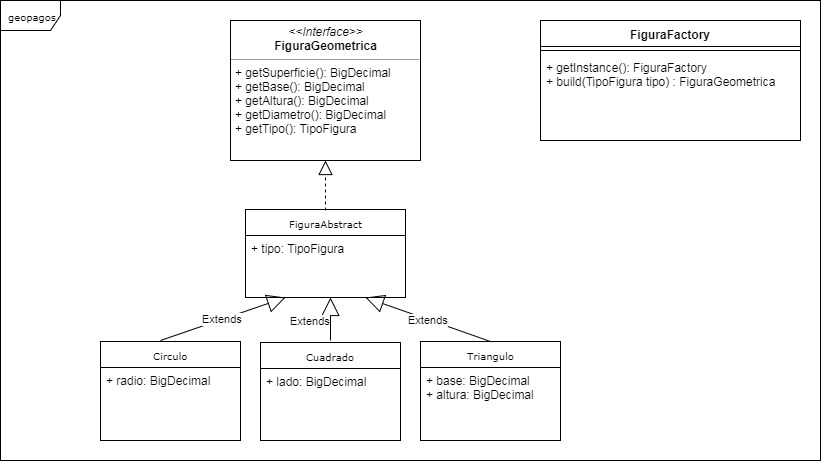 geopagos
<<Interface>>
FiguraGeometrica
+ getSuperficie(): BigDecimal
+ getBase(): BigDecimal
+ getAltura(): BigDecimal
+ getDiametro(): BigDecimal
+ getTipo(): TipoFigura
FiguraFactory
+ getInstance(): FiguraFactory
+ build(TipoFigura tipo) : FiguraGeometrica
FiguraAbstract
+ tipo: TipoFigura
Extends
Extends
Extends
Circulo
+ radio: BigDecimal
Cuadrado
+ lado: BigDecimal
Triangulo
+ base: BigDecimal
+ altura: BigDecimal